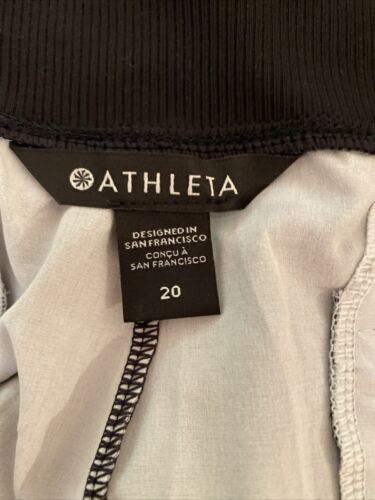 ATHLETA
DESIGNED IN
SAN FRANCISCO
CONÇU À
SAN FRANCISCO
20